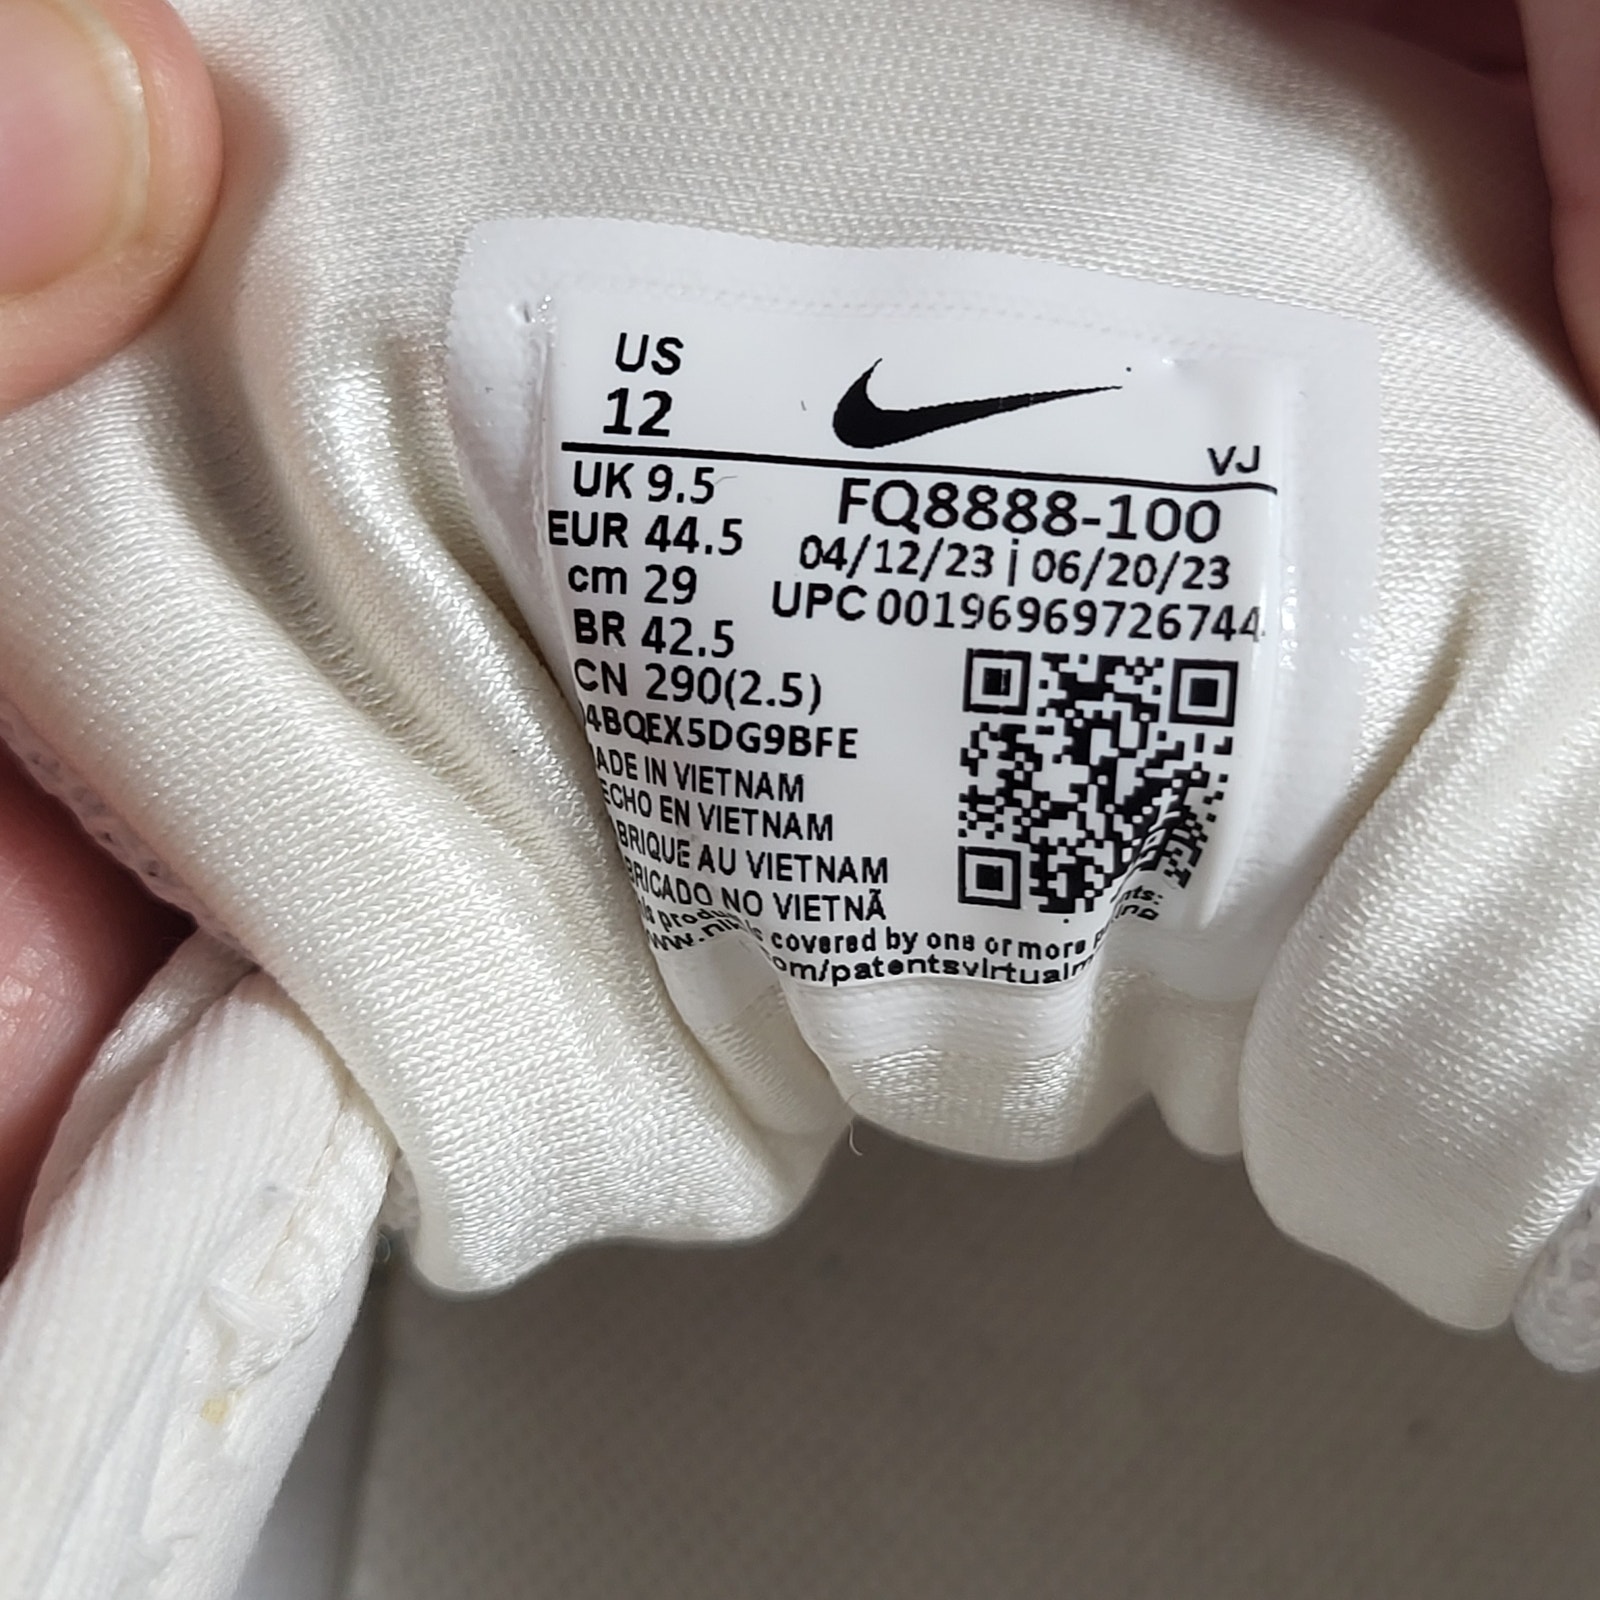 US
12
VJ
UK 9.5
FQ8888-100
EUR 44.5
04/12/23 | 06/20/23
cm 29
UPC 00196969726744
BR 42.5
CN 290(2.5)
4BQEX5DG9BFE
ADE IN VIETNAM
ECHO EN VIETNAM
BRIQUE AU VIETNAM
BRICADO NO VIETNÃ
covered by one or more
om/patentsvirtualm